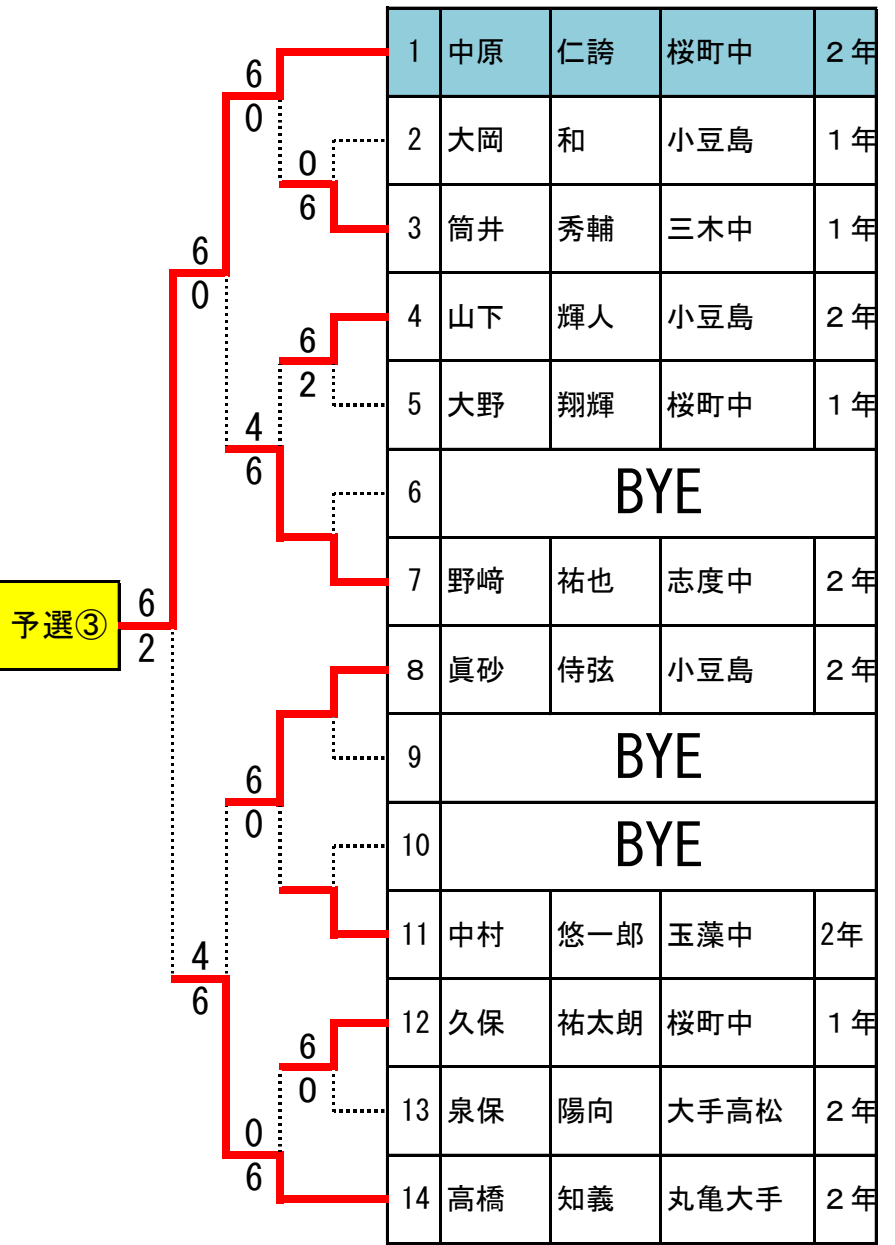 1 中原 仁誇 桜町中 ２年
2 大岡 和 小豆島 １年
3 筒井 秀輔 三木中 １年
4 山下 輝人 小豆島 ２年
5 大野 翔輝 桜町中 １年
6 BYE
7 野﨑 祐也 志度中 ２年
8 眞砂 侍弦 小豆島 ２年
9 BYE
10 BYE
11 中村 悠一郎 玉藻中 2年
12 久保 祐太朗 桜町中 １年
13 泉保 陽向 大手高松 ２年
14 高橋 知義 丸亀大手 ２年
6
0
0
6
6
0
6
2
4
6
予選③
6
2
6
0
4
6
6
0
0
6